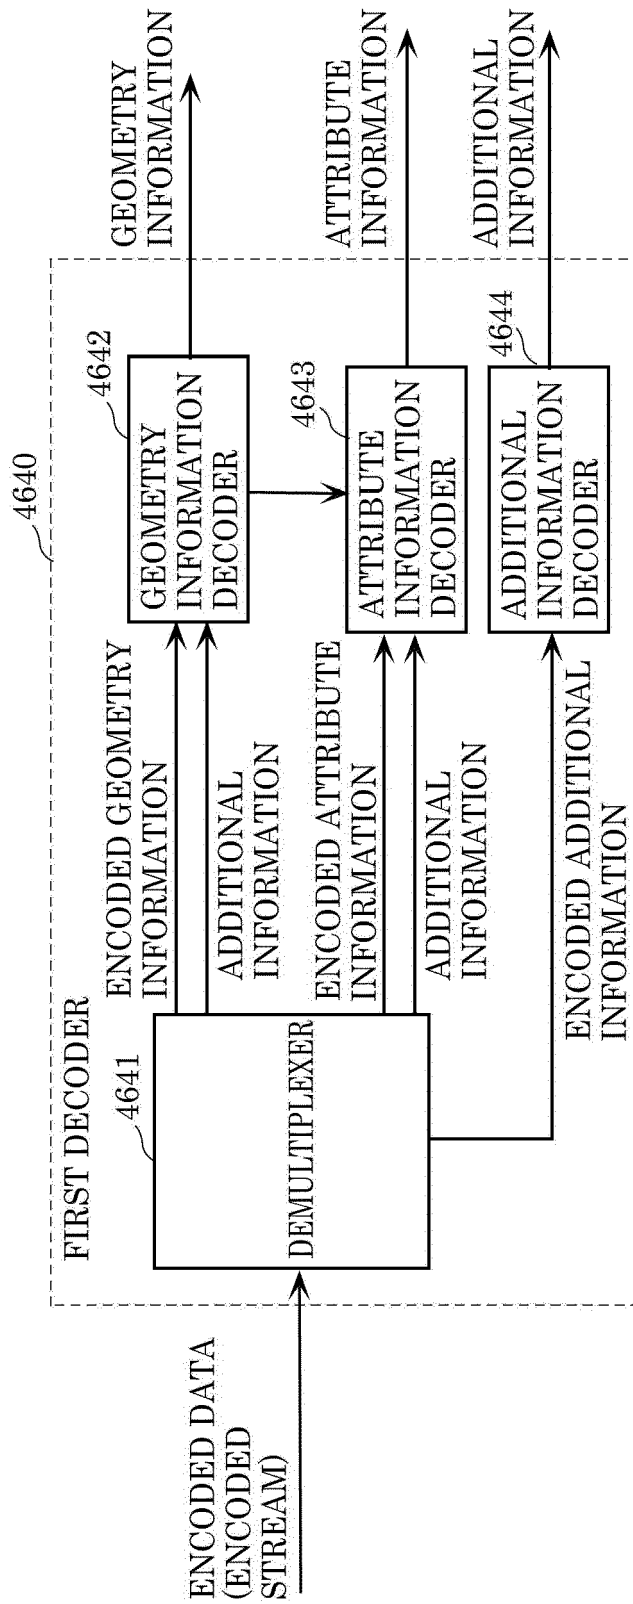 4640
FIRST DECODER
ENCODED DATA
(ENCODED
STREAM)
4641
DEMULTIPLEXER
ENCODED GEOMETRY
INFORMATION
ADDITIONAL
INFORMATION
ENCODED ATTRIBUTE
INFORMATION
ADDITIONAL
INFORMATION
ENCODED ADDITIONAL
INFORMATION
4642
GEOMETRY
INFORMATION
DECODER
4643
ATTRIBUTE
INFORMATION
DECODER
4644
ADDITIONAL
INFORMATION
DECODER
GEOMETRY
INFORMATION
ATTRIBUTE
INFORMATION
ADDITIONAL
INFORMATION